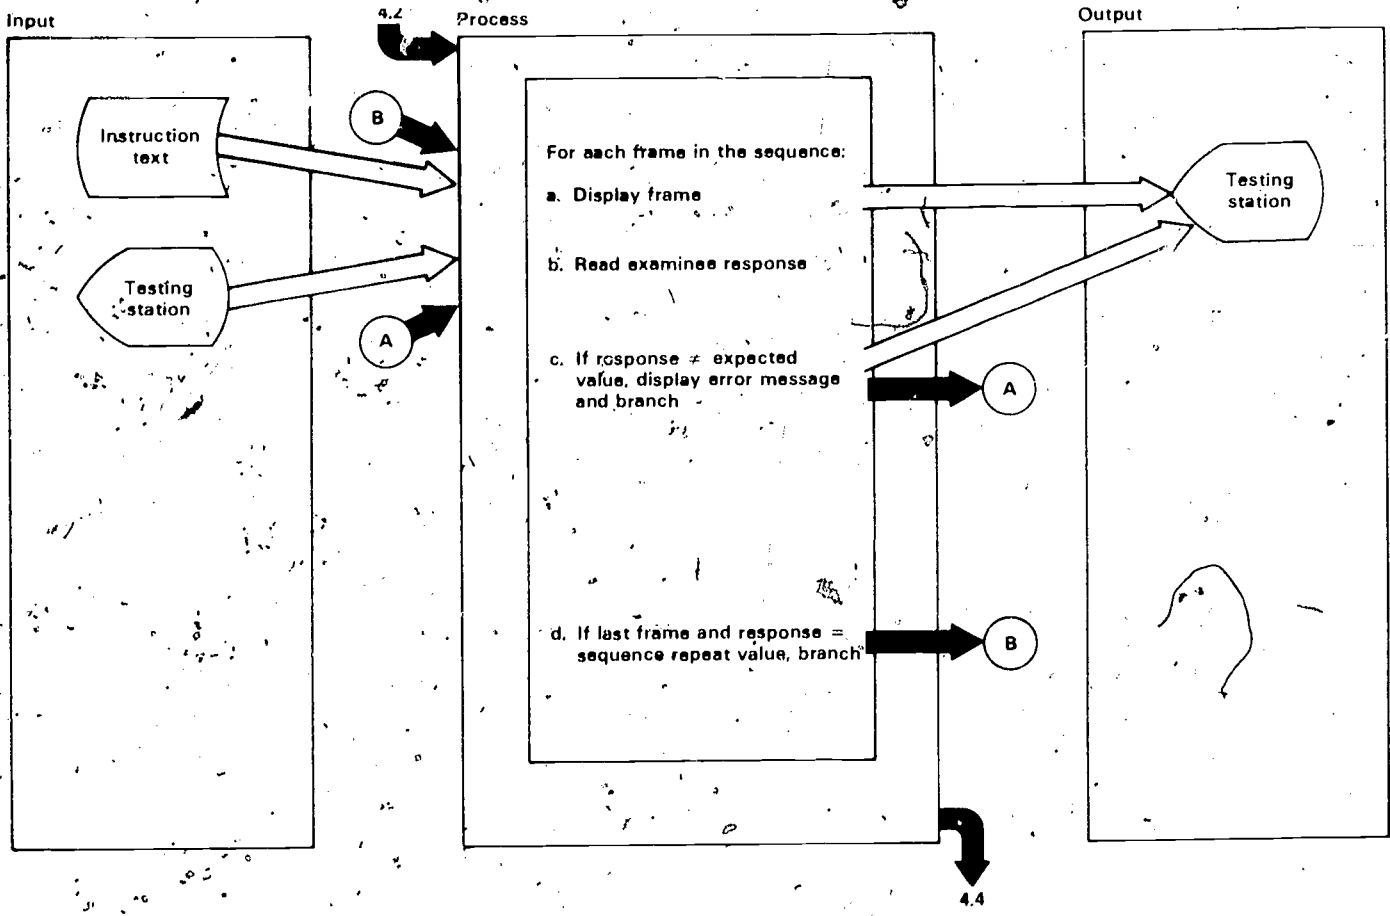 Input
4.2
Process
Output
B
Instruction
text
For each frame in the sequence:
a. Display frame
Testing
station
b. Read examinee response
Testing
station
A
c. If response ≠ expected
value, display error message
and branch
A
d. If last frame and response =
sequence repeat value, branch
B
4.4